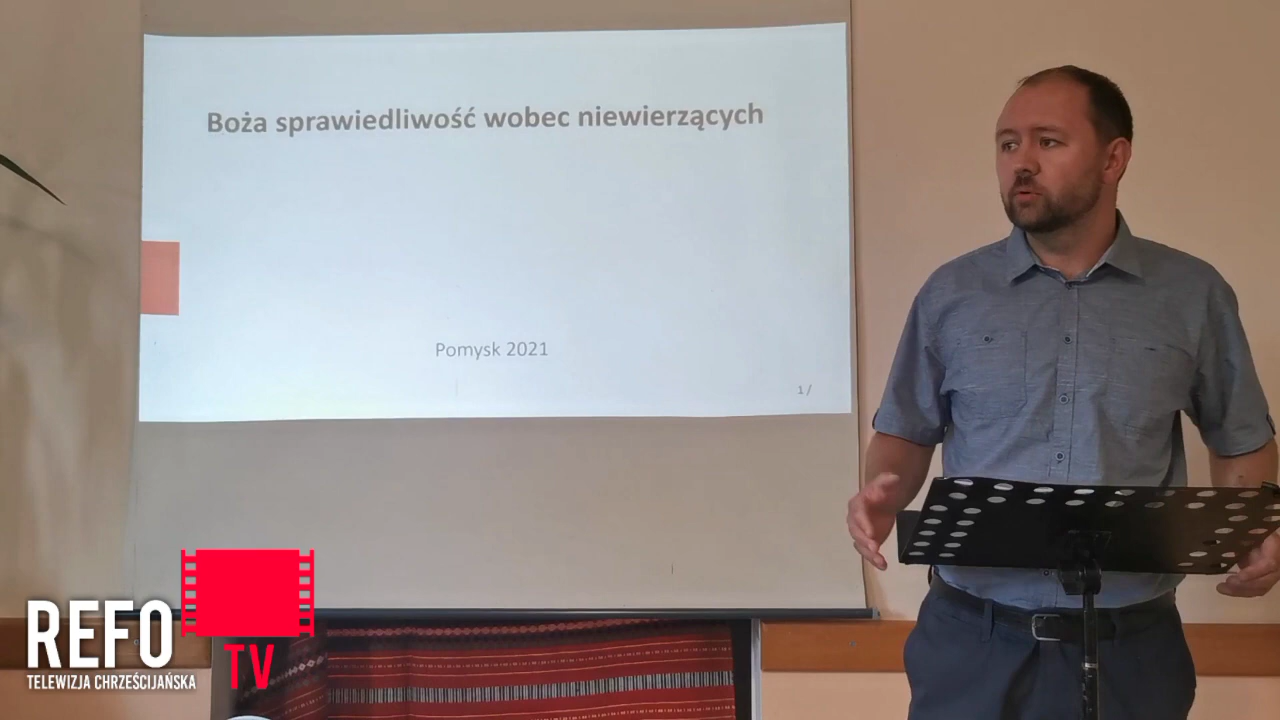 Boża sprawiedliwość wobec niewierzących
Pomysk 2021
1 /
REFO
TV
TELEWIZJA CHRZEŚCIJAŃSKA